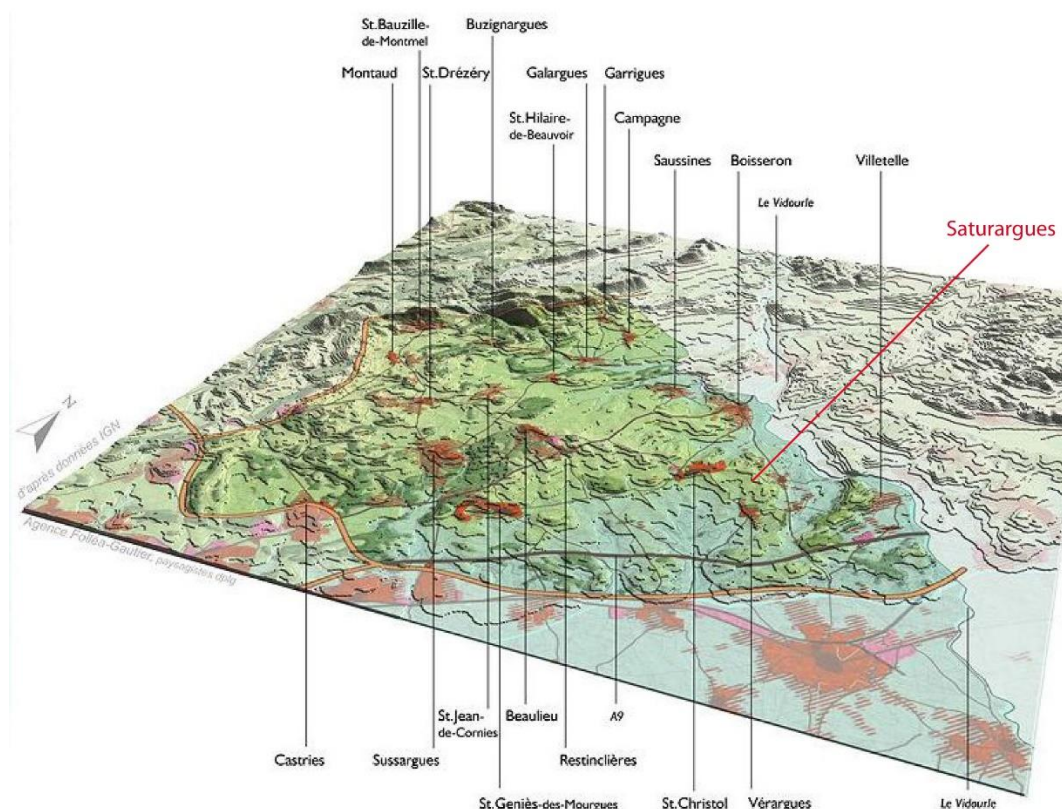 St.Bauzille-
de-Montmel
Buzignargues
Montaud
St.Drézéry
Galargues
Garrigues
St.Hilaire-
de-Beauvoir
Campagne
Saussines
Boisseron
Villetelle
Le Vidourle
Saturargues
N
d'après données IGN
Agence Folléa-Gautier, paysagistes dplg
St.Jean-
de-Cornies
Beaulieu
A9
Castries
Sussargues
Restinclières
St.Geniès-des-Mourgues
St.Christol
Vérargues
Le Vidourle